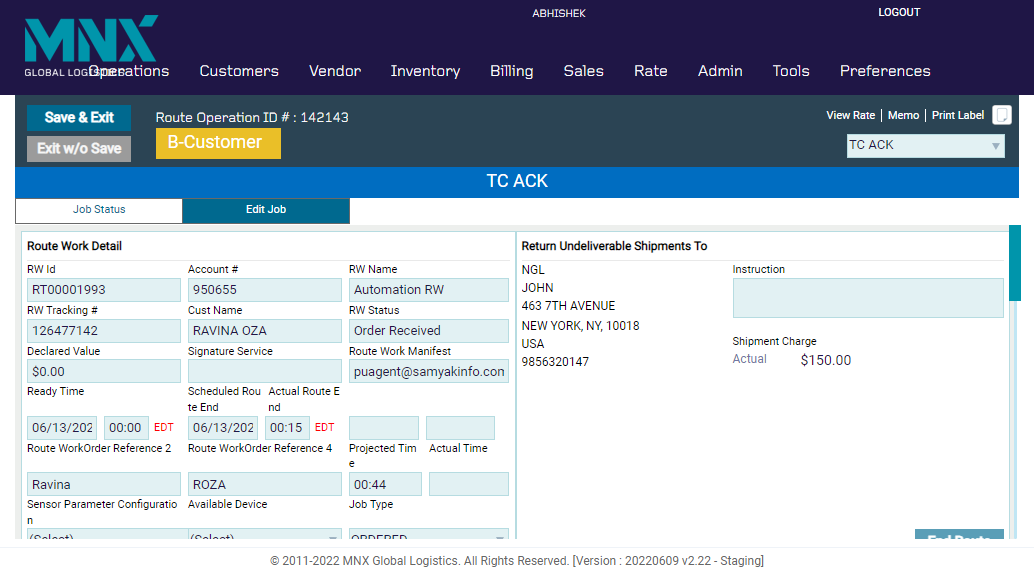 ABHISHEK
LOGOUT
MNX
GLOBAL LOGISTICS
Operations Customers Vendor Inventory Billing Sales Rate Admin Tools Preferences
Save & Exit
Route Operation ID # : 142143
View Rate | Memo | Print Label
Exit w/o Save
B-Customer
TC ACK
TC ACK
Job Status
Edit Job
Route Work Detail
RW Id Account # RW Name
RT00001993 950655 Automation RW
RW Tracking # Cust Name RW Status
126477142 RAVINA OZA Order Received
Declared Value Signature Service Route Work Manifest
$0.00 puagent@samyakinfo.con
Ready Time Scheduled Rou Actual Route E
te End nd
06/13/202 00:00 EDT 06/13/202 00:15 EDT
Route WorkOrder Reference 2 Route WorkOrder Reference 4 Projected Tim Actual Time
e
Ravina ROZA 00:44
Sensor Parameter Configuratio Available Device Job Type
n
(Select) (Select) ORDERED
Return Undeliverable Shipments To
NGL
JOHN
463 7TH AVENUE
NEW YORK, NY, 10018
USA
9856320147
Instruction
Shipment Charge
Actual $150.00
End Route
© 2011-2022 MNX Global Logistics. All Rights Reserved. [Version : 20220609 v2.22 - Staging]